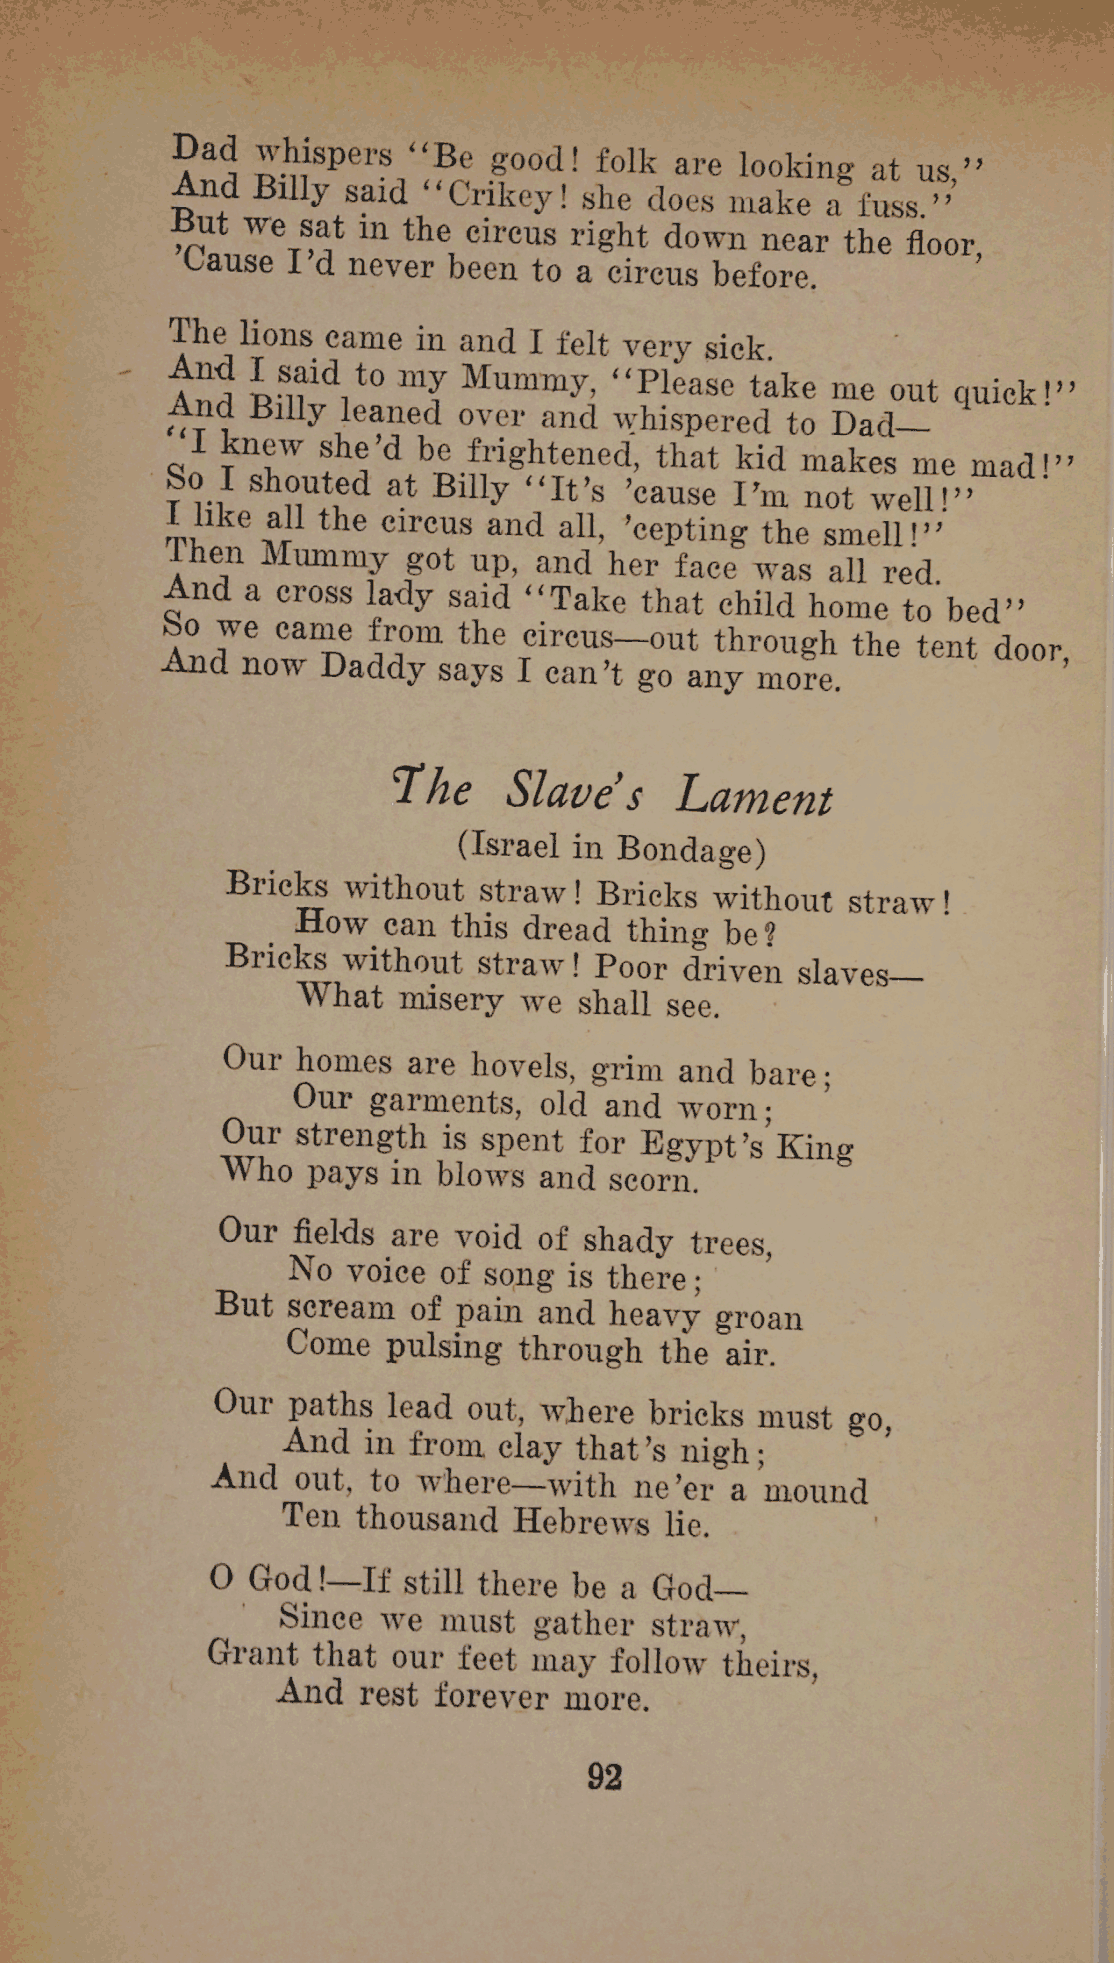 Dad whispers "Be good! folk are looking at us,"
And Billy said "Crikey! she does make a fuss."
But we sat in the circus right down near the floor,
'Cause I'd never been to a circus before.
The lions came in and I felt very sick.
And I said to my Mummy, "Please take me out quick!"
And Billy leaned over and whispered to Dad—
"I knew she'd be frightened, that kid makes me mad!"
So I shouted at Billy "It's 'cause I'm not well!"
I like all the circus and all, 'cepting the smell!"
Then Mummy got up, and her face was all red.
And a cross lady said "Take that child home to bed"
So we came from the circus—out through the tent door,
And now Daddy says I can't go any more.
The Slave's Lament
(Israel in Bondage)
Bricks without straw! Bricks without straw!
How can this dread thing be?
Bricks without straw! Poor driven slaves—
What misery we shall see.
Our homes are hovels, grim and bare;
Our garments, old and worn;
Our strength is spent for Egypt's King
Who pays in blows and scorn.
Our fields are void of shady trees,
No voice of song is there;
But scream of pain and heavy groan
Come pulsing through the air.
Our paths lead out, where bricks must go,
And in from clay that's nigh;
And out, to where—with ne'er a mound
Ten thousand Hebrews lie.
O God!—If still there be a God—
Since we must gather straw,
Grant that our feet may follow theirs,
And rest forever more.
92